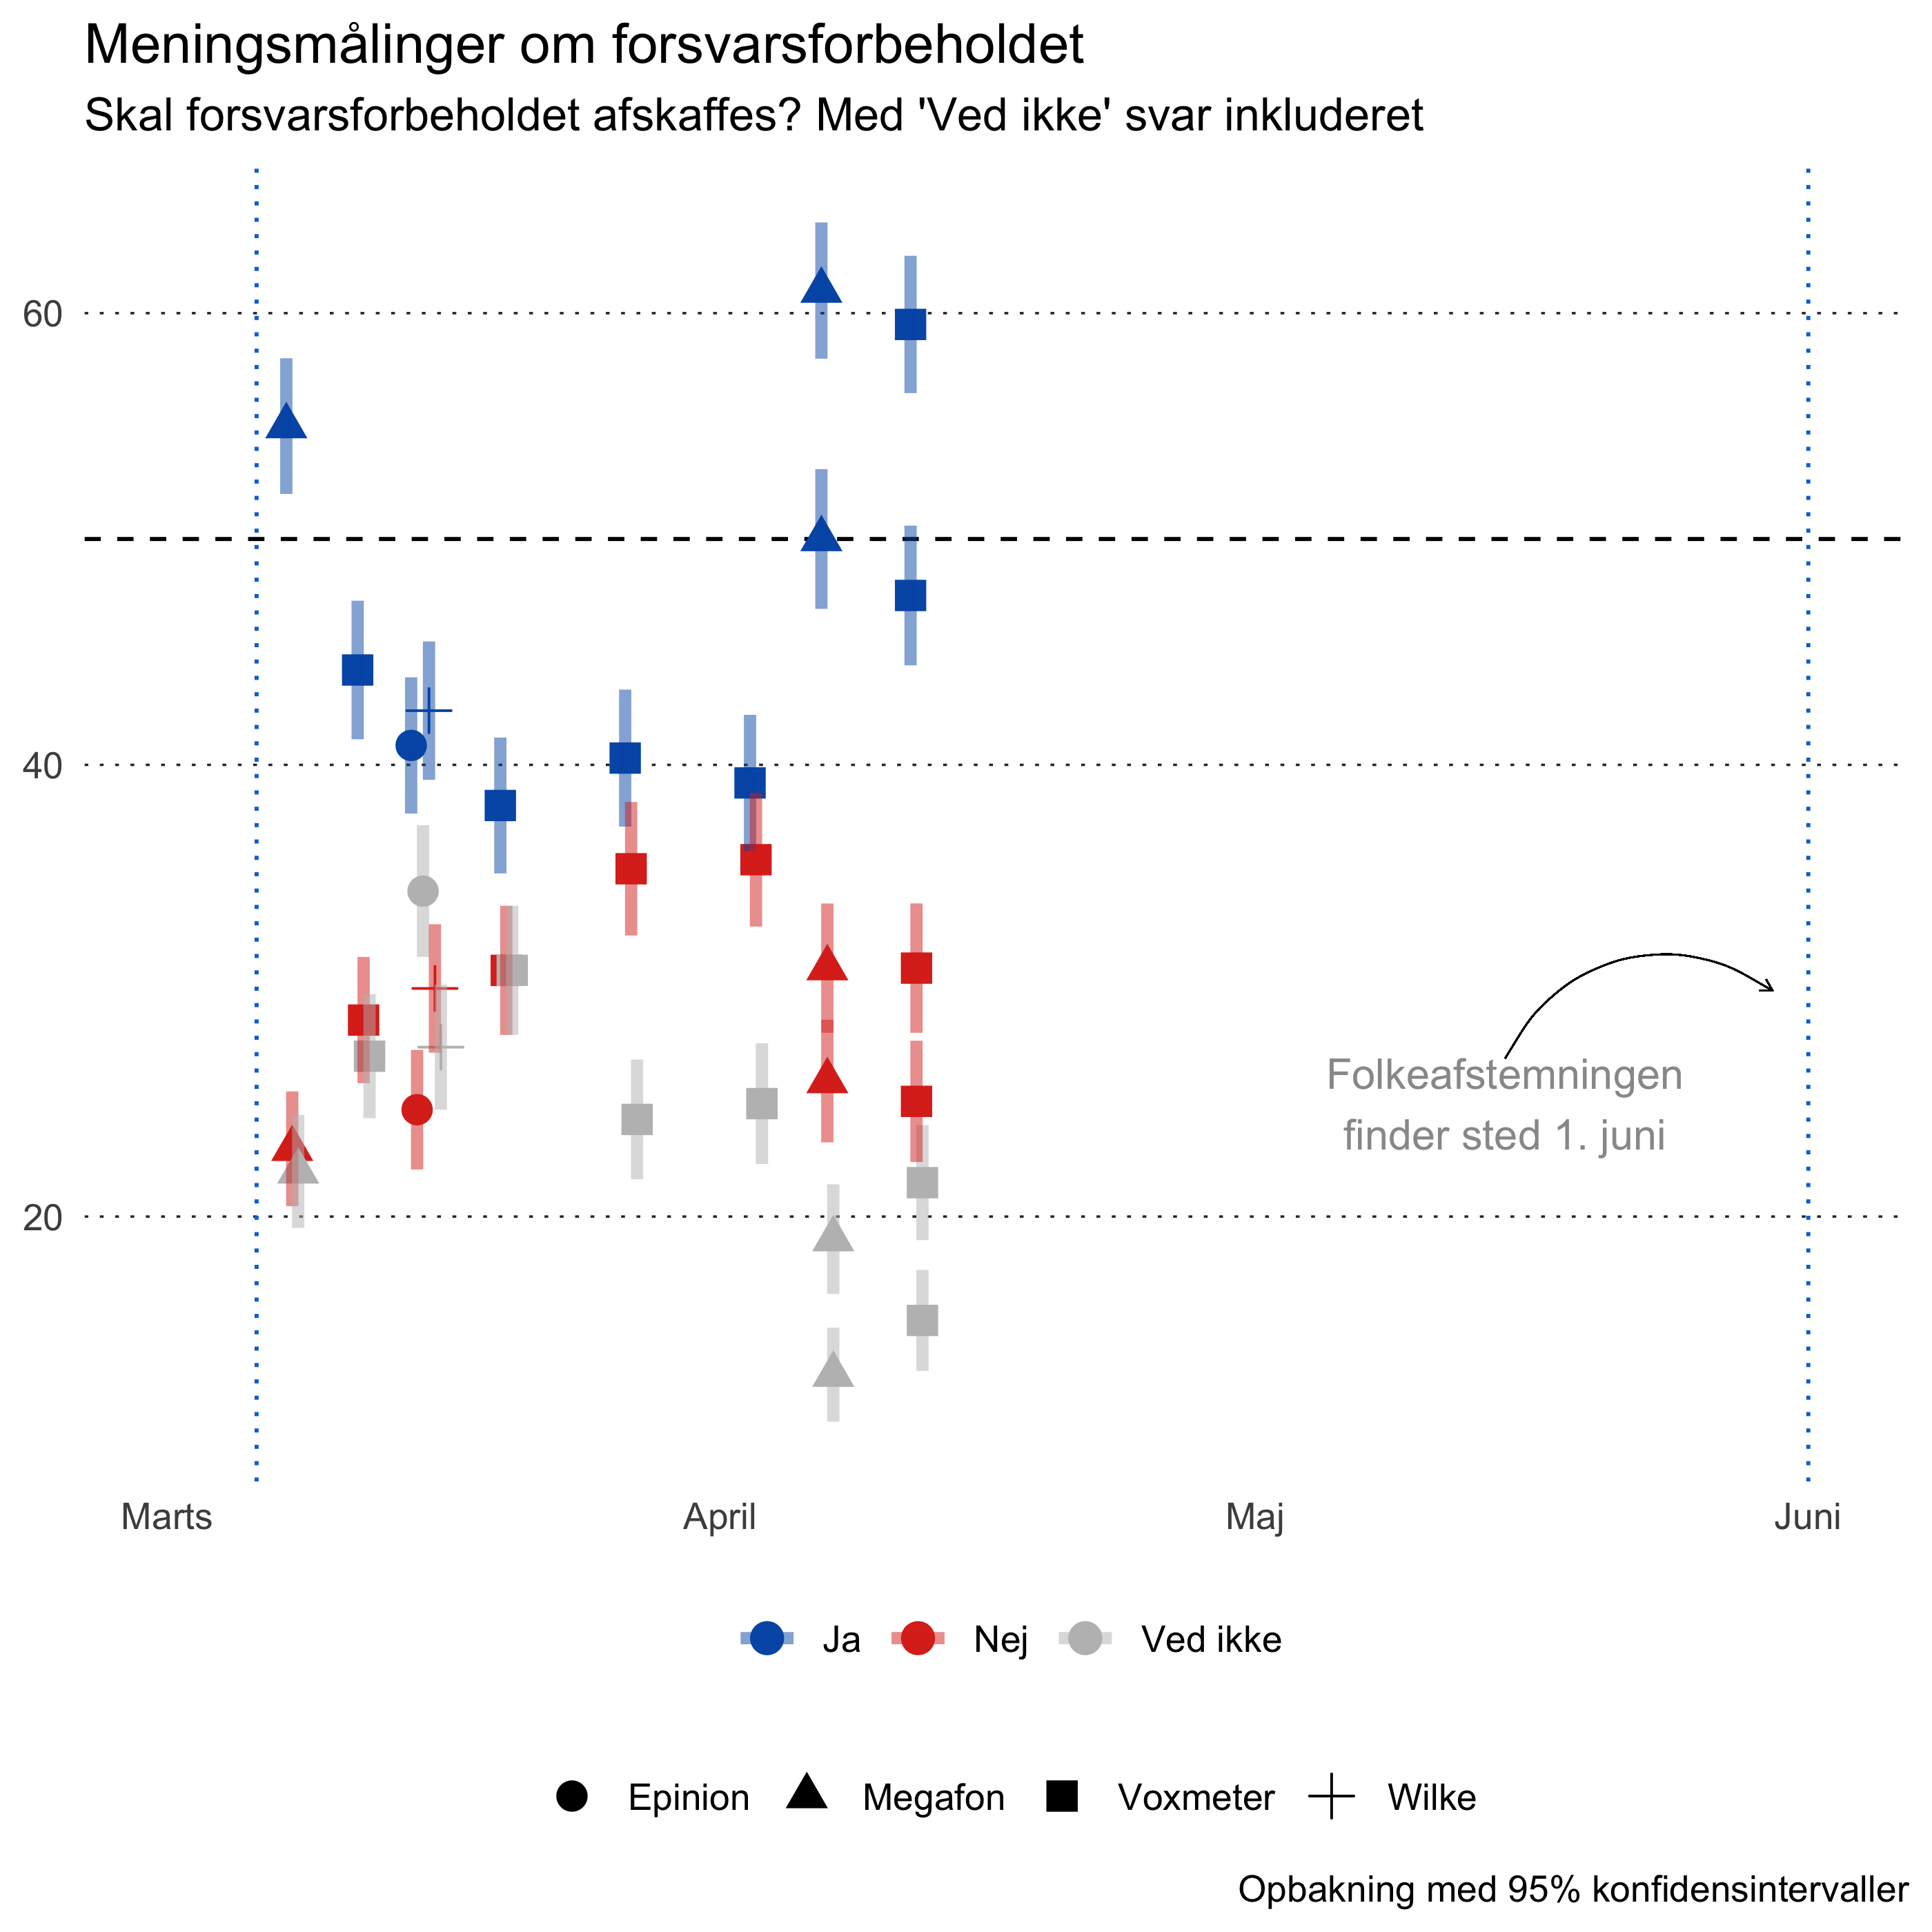 Meningsmålinger om forsvarsforbeholdet
Skal forsvarsforbeholdet afskaffes? Med 'Ved ikke' svar inkluderet
60
40
20
Folkeafstemningen
finder sted 1. juni
Marts April Maj Juni
Ja Nej Ved ikke
Epinion Megafon Voxmeter Wilke
Opbakning med 95% konfidensintervaller